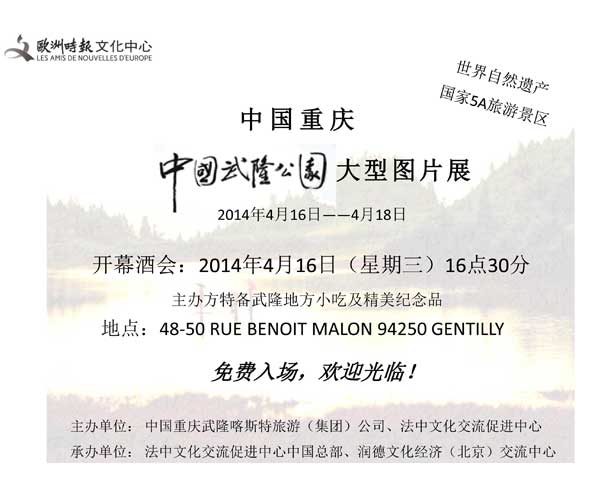 歐洲時報文化中心
LES AMIS DE NOUVELLES D'EUROPE
世界自然遗产
国家5A旅游景区
中国重庆
中國武隆公園 大型图片展
2014年4月16日——4月18日
开幕酒会：2014年4月16日（星期三）16点30分
主办方特备武隆地方小吃及精美纪念品
地点：48-50 RUE BENOIT MALON 94250 GENTILLY
免费入场，欢迎光临！
主办单位： 中国重庆武隆喀斯特旅游（集团）公司、法中文化交流促进中心
承办单位： 法中文化交流促进中心中国总部、润德文化经济（北京）交流中心